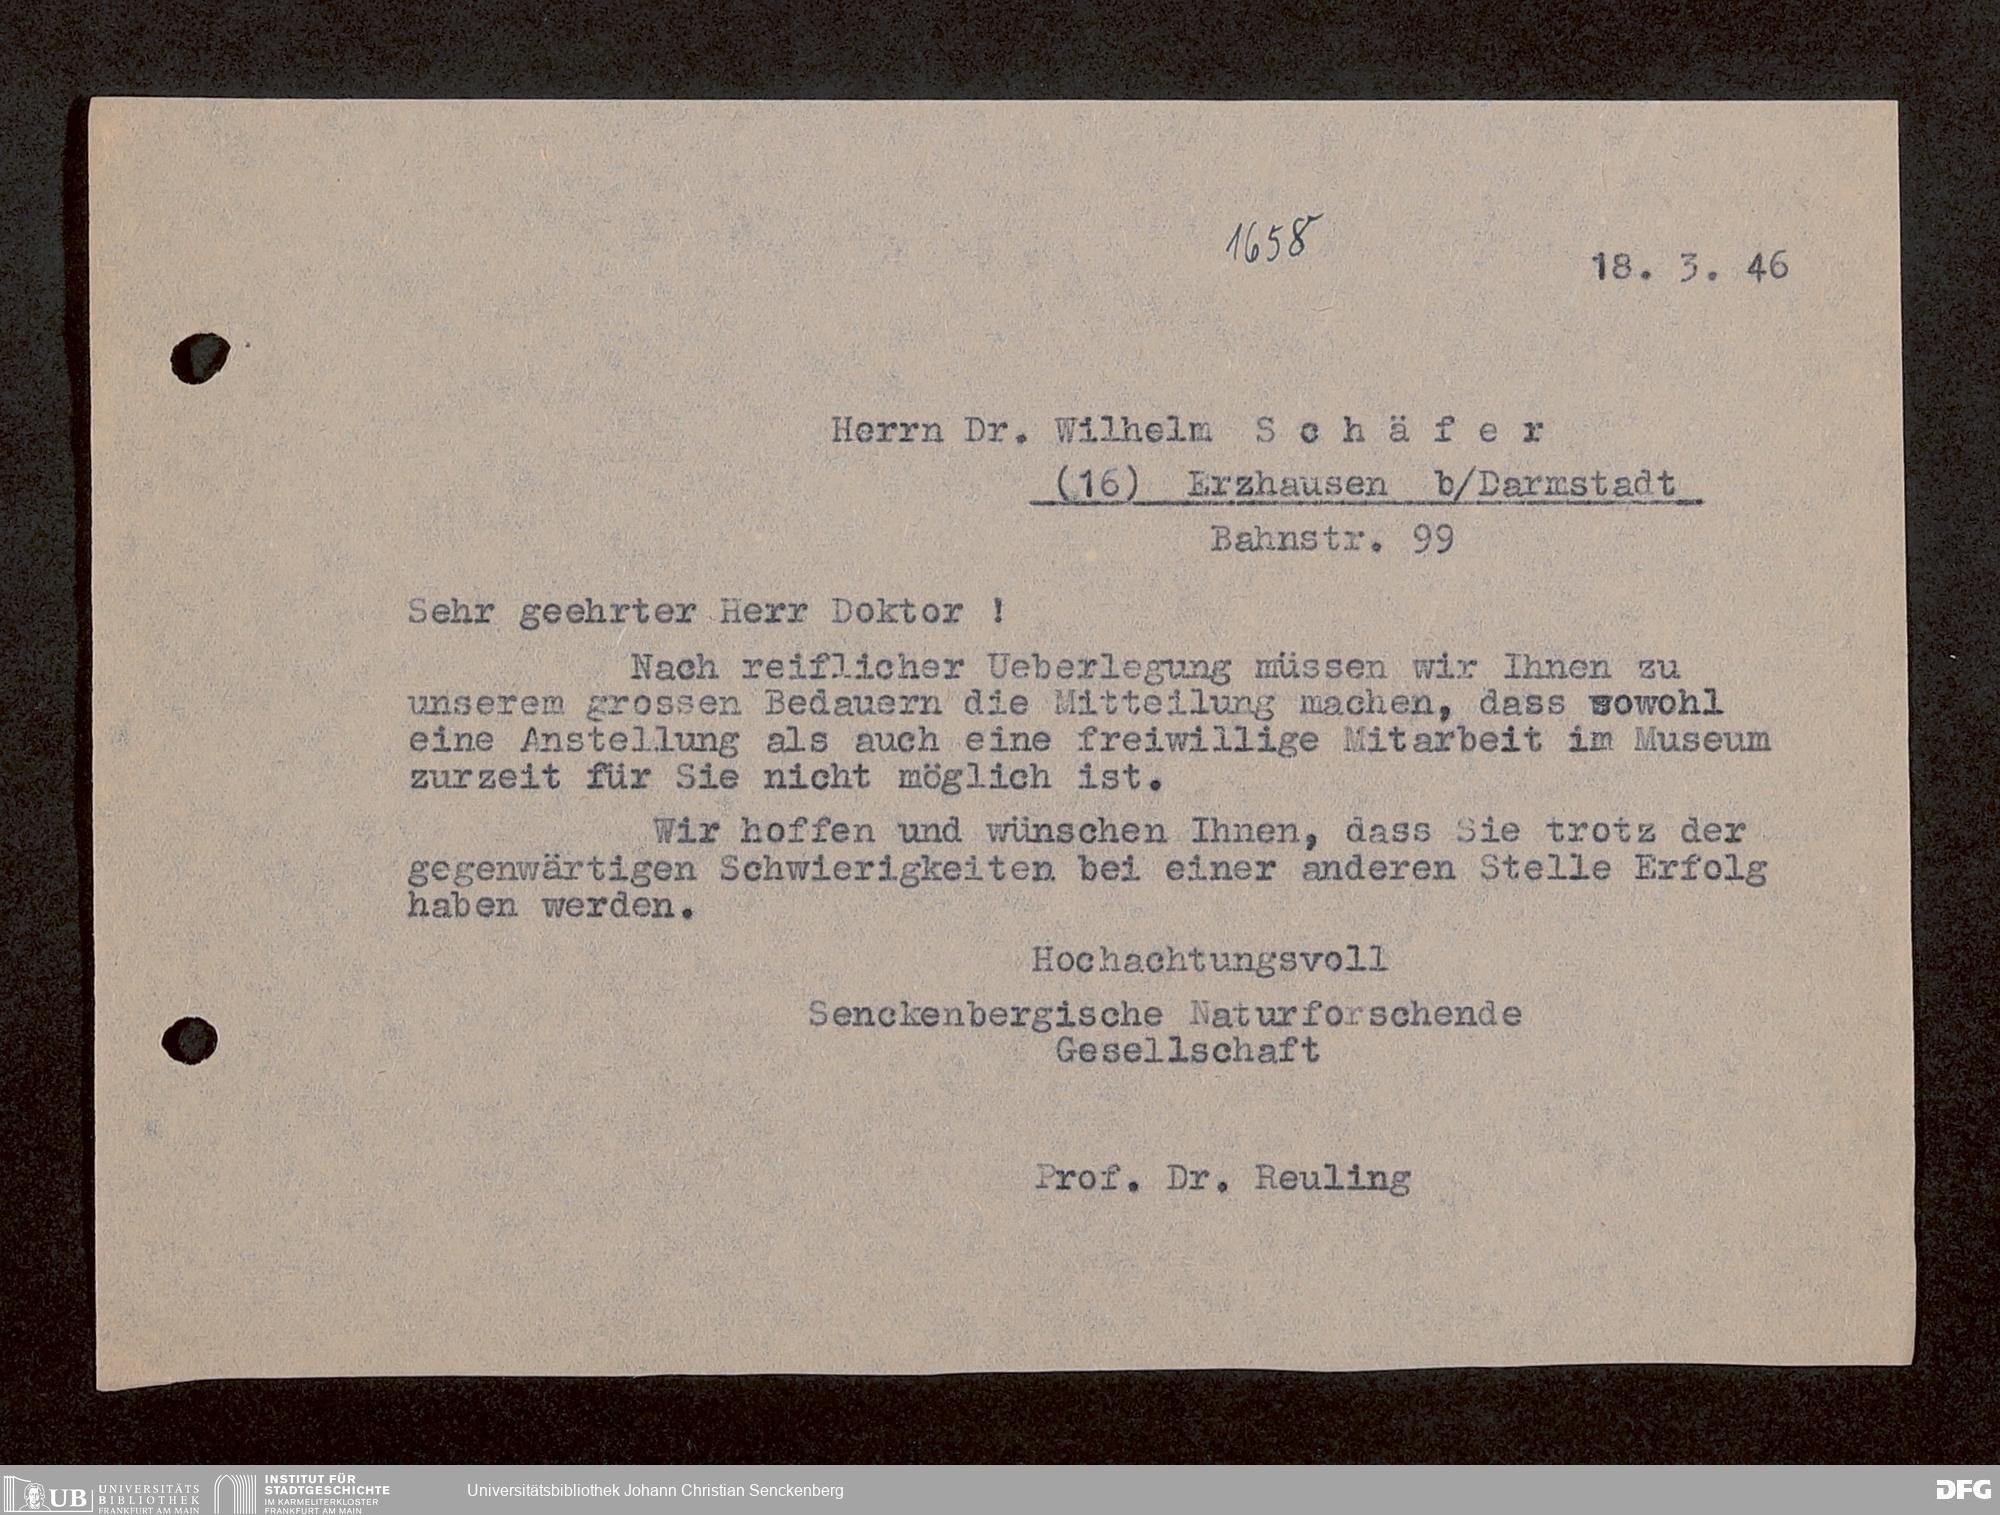 1658
18. 3. 46
Herrn Dr. Wilhelm S c h ä f e r
(16) Erzhausen b/Darmstadt
Bahnstr. 99
Sehr geehrter Herr Doktor !
Nach reiflicher Ueberlegung müssen wir Ihnen zu
unserem grossen Bedauern die Mitteilung machen, dass sowohl
eine Anstellung als auch eine freiwillige Mitarbeit im Museum
zurzeit für Sie nicht möglich ist.
Wir hoffen und wünschen Ihnen, dass Sie trotz der
gegenwärtigen Schwierigkeiten bei einer anderen Stelle Erfolg
haben werden.
Hochachtungsvoll
Senckenbergische Naturforschende
Gesellschaft
Prof. Dr. Reuling
UB UNIVERSITÄTS
BIBLIOTHEK
FRANKFURT AM MAIN
INSTITUT FÜR
STADTGESCHICHTE
IM KARMELITERKLOSTER
FRANKFURT AM MAIN
Universitätsbibliothek Johann Christian Senckenberg
DFG